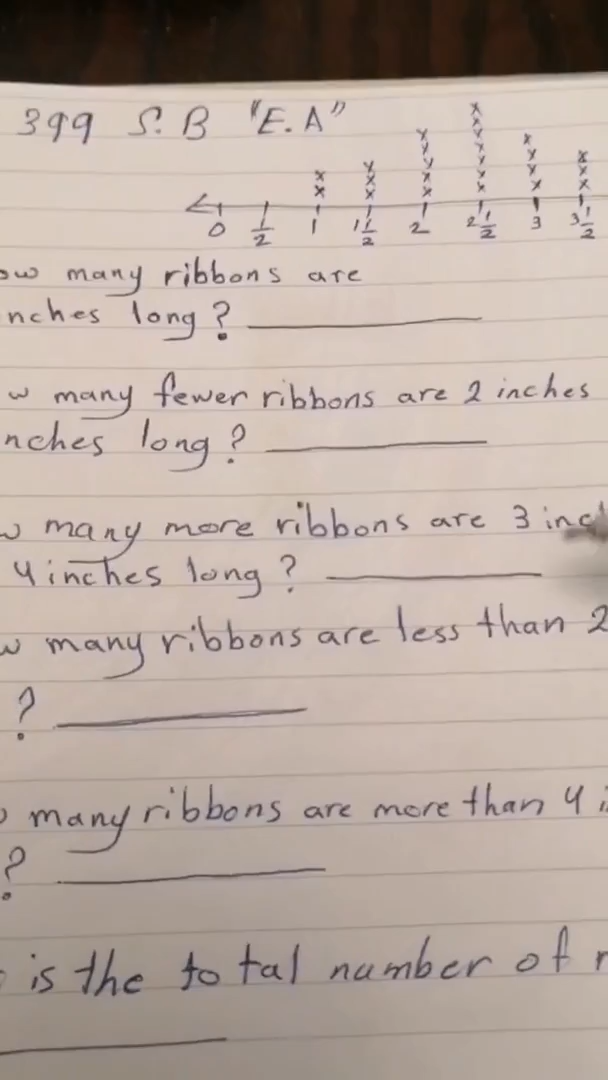 399 S.B "E.A"
0 1/2 1 1 1/2 2 2 1/2 3 3 1/2
ow many ribbons are
nches long?
w many fewer ribbons are 2 inches
nches long?
w many more ribbons are 3 inc
4 inches long?
w many ribbons are less than 2
?
many ribbons are more than 4 i
?
is the total number of r